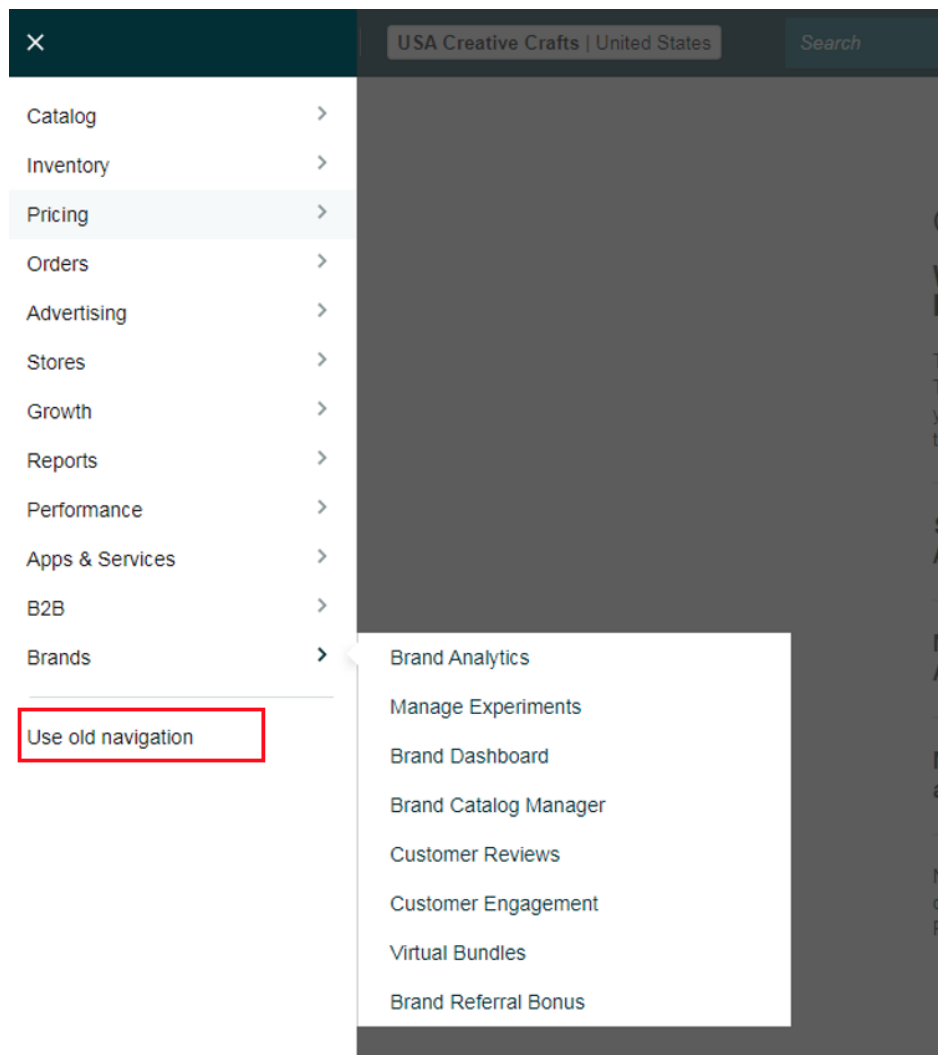 USA Creative Crafts | United States
Search
Catalog
Inventory
Pricing
Orders
Advertising
Stores
Growth
Reports
Performance
Apps & Services
B2B
Brands
Brand Analytics
Manage Experiments
Brand Dashboard
Brand Catalog Manager
Customer Reviews
Customer Engagement
Virtual Bundles
Brand Referral Bonus
Use old navigation